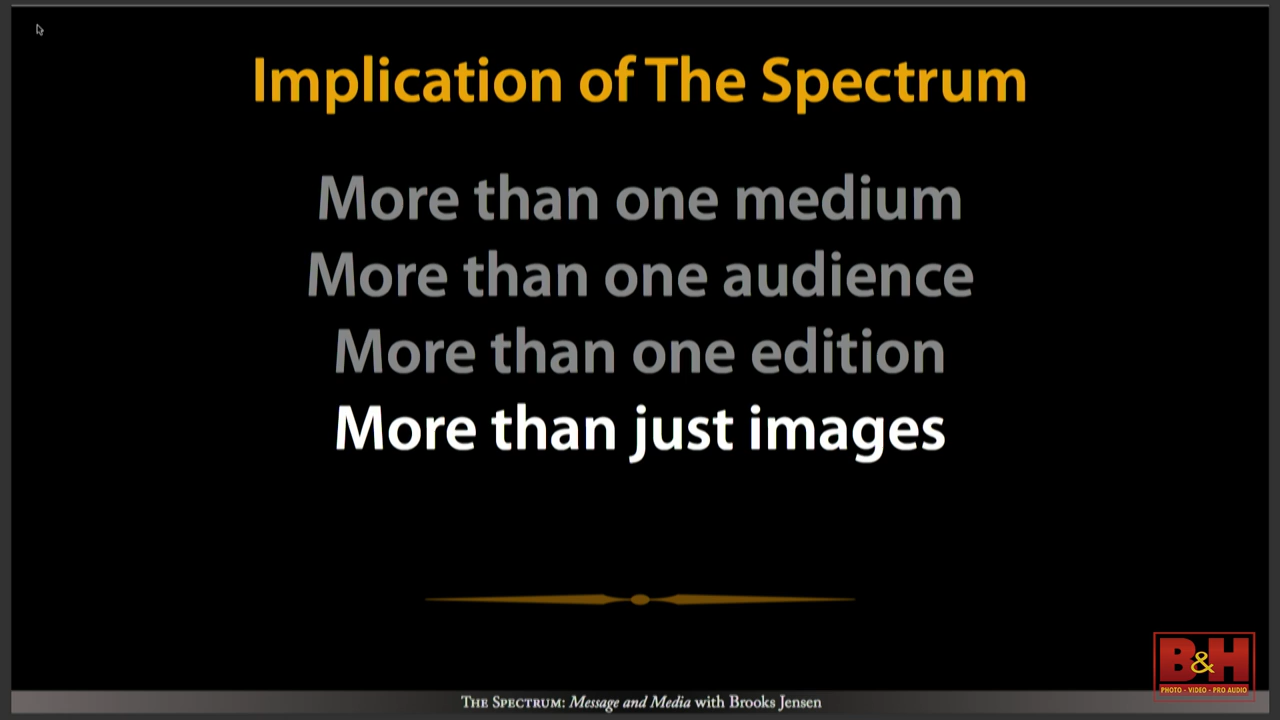 Implication of The Spectrum
More than one medium
More than one audience
More than one edition
More than just images
B&H
PHOTO - VIDEO - PRO AUDIO
The Spectrum: Message and Media with Brooks Jensen